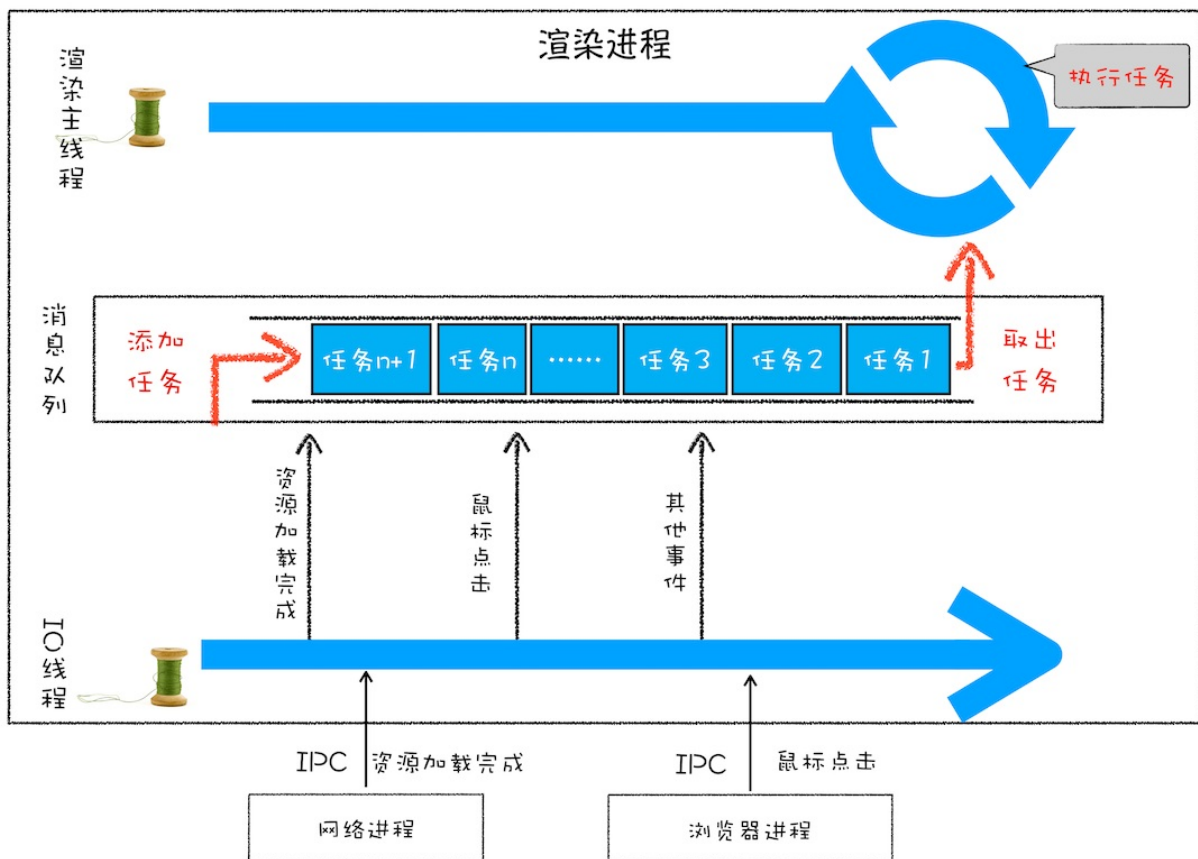 渲染进程
渲染主线程
执行任务
消息队列
添加
任务
任务n+1
任务n
……
任务3
任务2
任务1
取出
任务
资源加载完成
鼠标点击
其他事件
IO线程
IPC
资源加载完成
IPC
鼠标点击
网络进程
浏览器进程